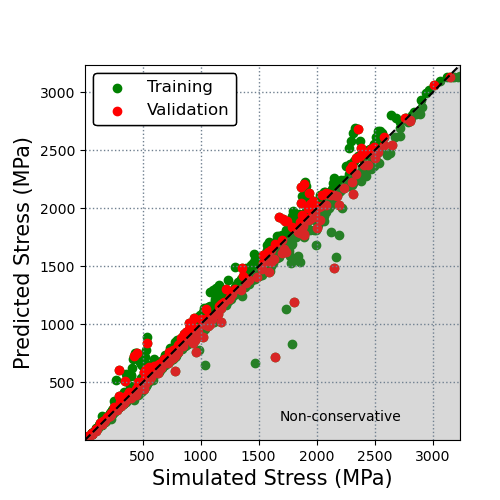 Training
Validation
3000
2500
2000
1500
1000
500
Predicted Stress (MPa)
Non-conservative
500 1000 1500 2000 2500 3000
Simulated Stress (MPa)